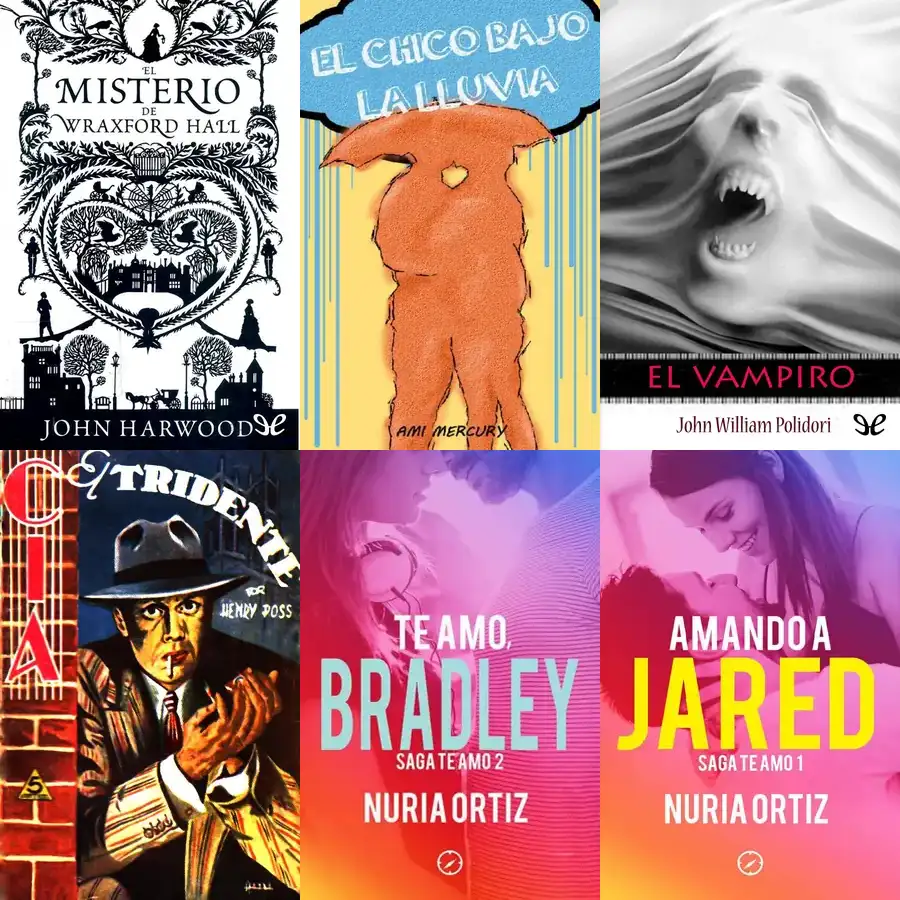 EL
MISTERIO
DE
WRAXFORD HALL
JOHN HARWOOD
EL CHICO BAJO
LA LLUVIA
AMI MERCURY
EL VAMPIRO
John William Polidori
CIA
El TRIDENTE
POR
HENRY DOSS
5
TE AMO,
BRADLEY
SAGA TE AMO 2
NURIA ORTIZ
AMANDO A
JARED
SAGA TE AMO 1
NURIA ORTIZ